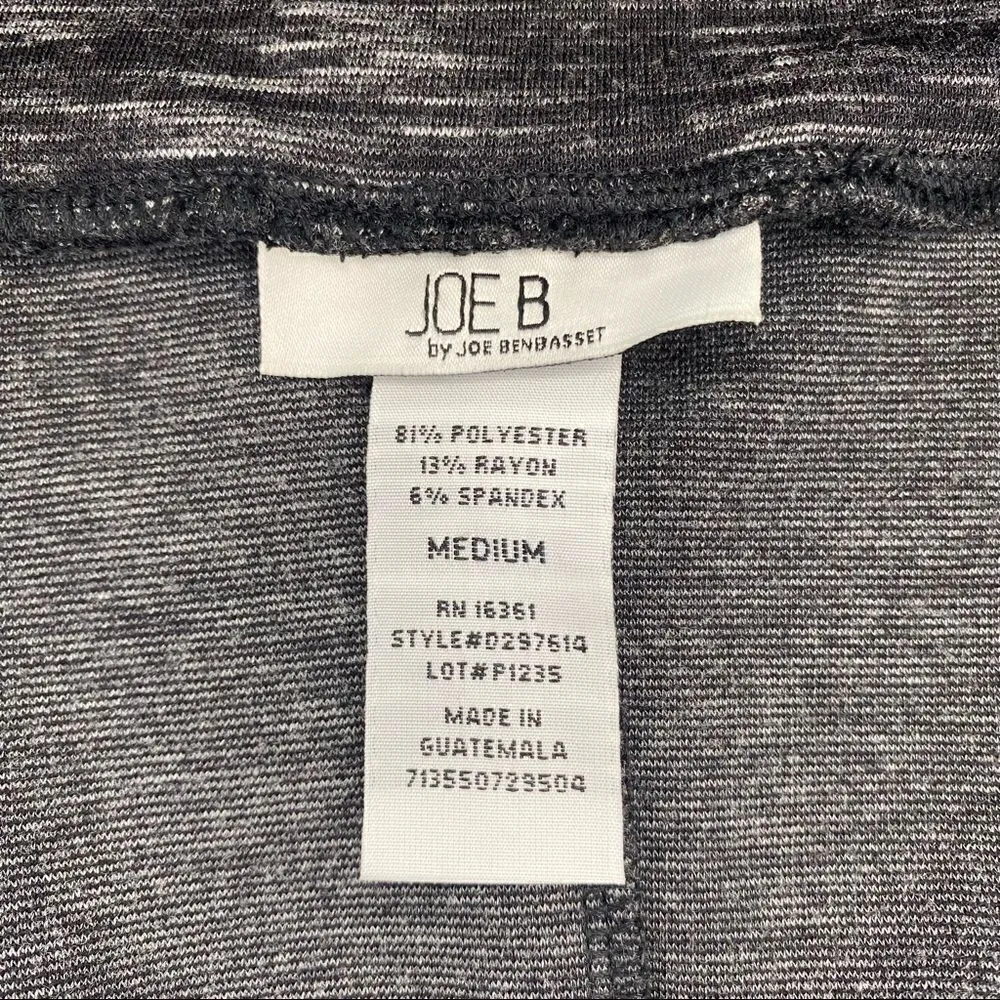 JOE B
by JOE BENBASSET
81% POLYESTER
13% RAYON
6% SPANDEX
MEDIUM
RN 16361
STYLE#D297614
LOT#P1235
MADE IN
GUATEMALA
713550729504